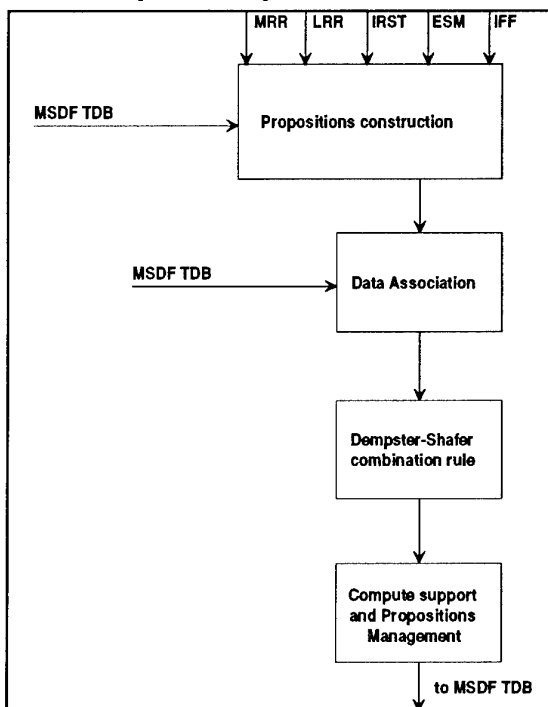 MRR LRR IRST ESM IFF
MSDF TDB
Propositions construction
MSDF TDB
Data Association
Dempster-Shafer
combination rule
Compute support
and Propositions
Management
to MSDF TDB